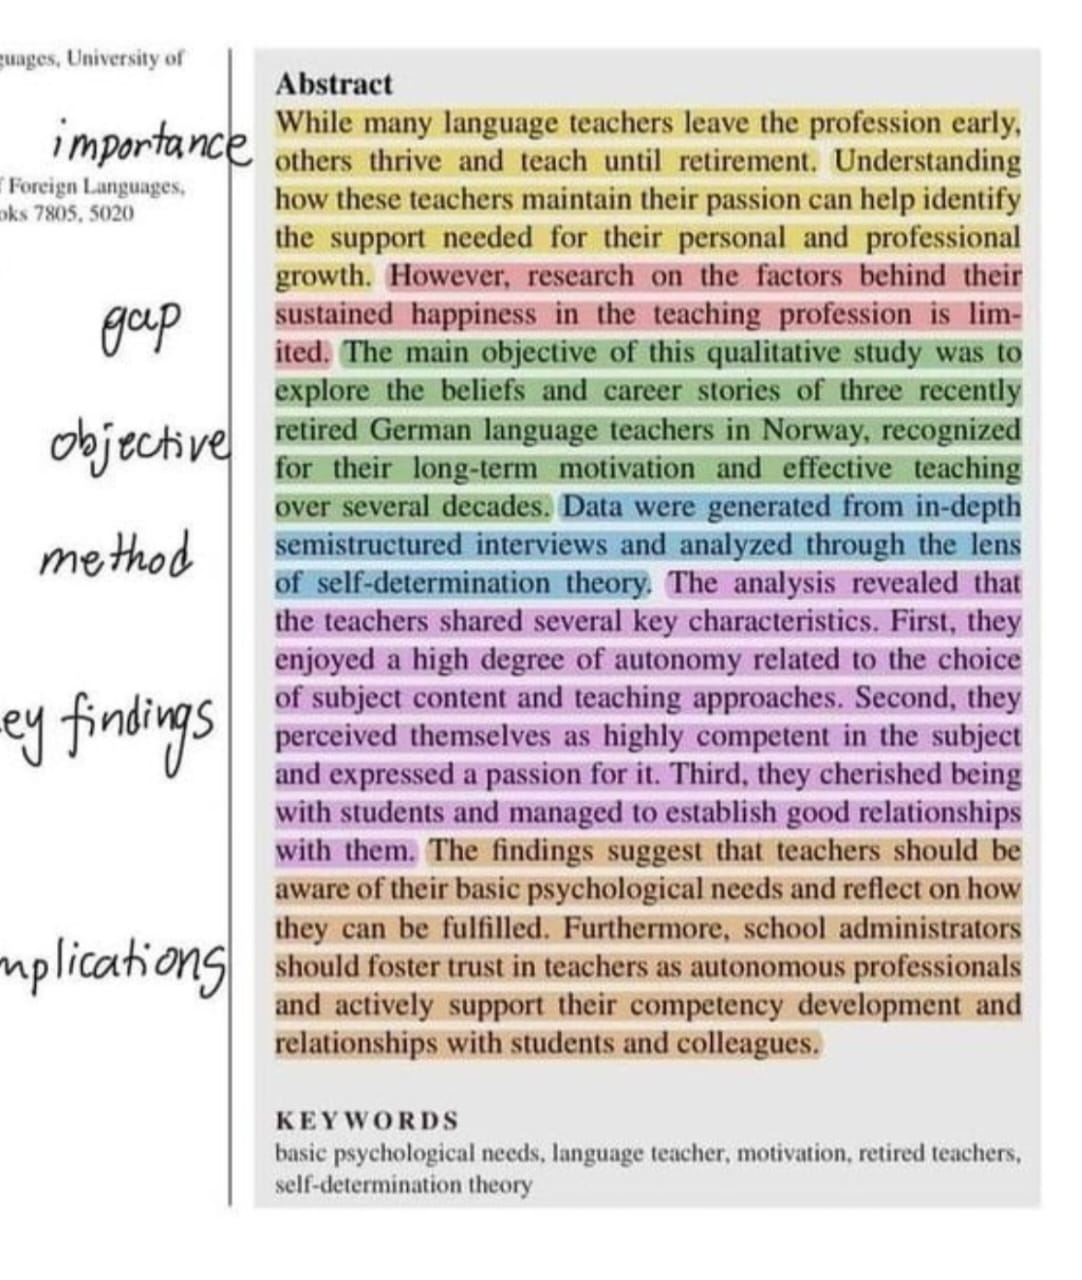 guages, University of
importance
Foreign Languages,
oks 7805, 5020
gap
objective
method
ey findings
mplications
Abstract
While many language teachers leave the profession early,
others thrive and teach until retirement. Understanding
how these teachers maintain their passion can help identify
the support needed for their personal and professional
growth. However, research on the factors behind their
sustained happiness in the teaching profession is lim-
ited. The main objective of this qualitative study was to
explore the beliefs and career stories of three recently
retired German language teachers in Norway, recognized
for their long-term motivation and effective teaching
over several decades. Data were generated from in-depth
semistructured interviews and analyzed through the lens
of self-determination theory. The analysis revealed that
the teachers shared several key characteristics. First, they
enjoyed a high degree of autonomy related to the choice
of subject content and teaching approaches. Second, they
perceived themselves as highly competent in the subject
and expressed a passion for it. Third, they cherished being
with students and managed to establish good relationships
with them. The findings suggest that teachers should be
aware of their basic psychological needs and reflect on how
they can be fulfilled. Furthermore, school administrators
should foster trust in teachers as autonomous professionals
and actively support their competency development and
relationships with students and colleagues.
KEYWORDS
basic psychological needs, language teacher, motivation, retired teachers,
self-determination theory